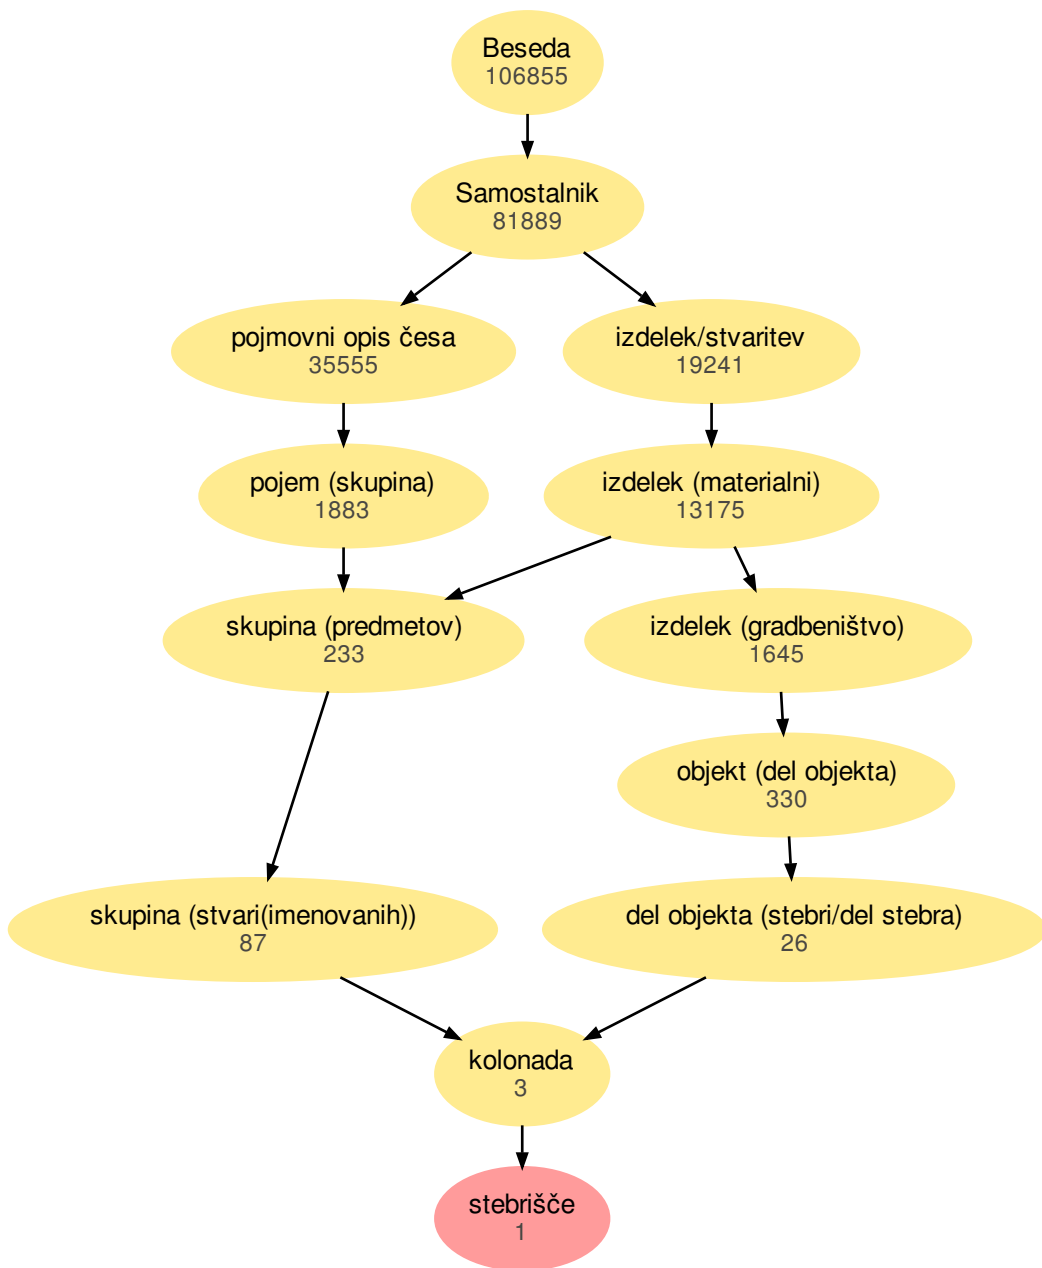 Beseda
106855
Samostalnik
81889
pojmovni opis česa
35555
izdelek/stvaritev
19241
pojem (skupina)
1883
izdelek (materialni)
13175
skupina (predmetov)
233
izdelek (gradbeništvo)
1645
objekt (del objekta)
330
skupina (stvari(imenovanih))
87
del objekta (stebri/del stebra)
26
kolonada
3
stebrišče
1